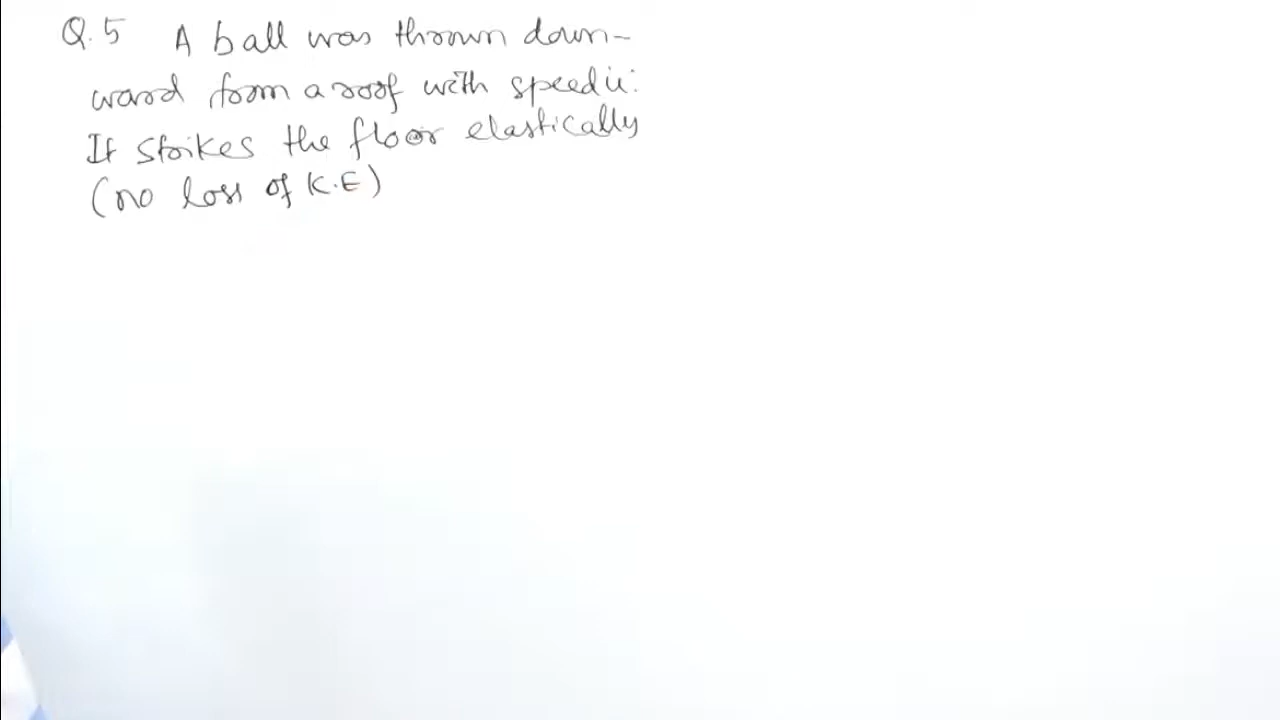 Q.5 A ball was thrown down-
ward from a roof with speed u.
It strikes the floor elastically
(no loss of K.E)